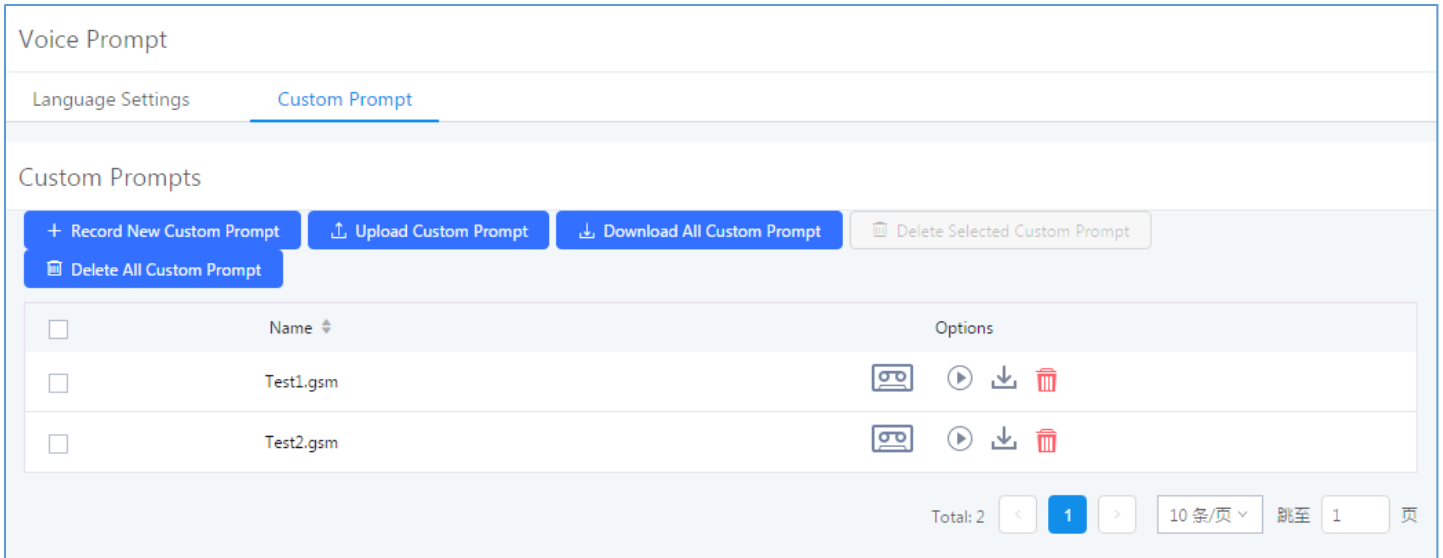 Voice Prompt
Language Settings Custom Prompt
Custom Prompts
+ Record New Custom Prompt Upload Custom Prompt Download All Custom Prompt Delete Selected Custom Prompt
Delete All Custom Prompt
Name Options
Test1.gsm
Test2.gsm
Total: 2 < 1 > 10 条/页 跳至 1 页